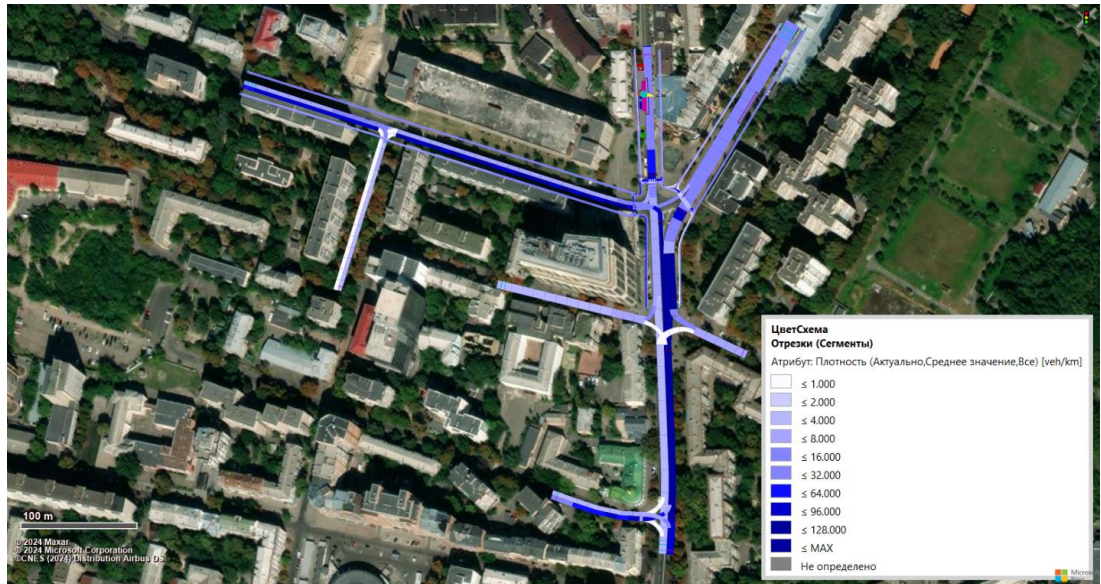 ЦветСхема
Отрезки (Сегменты)
Атрибут: Плотность (Актуально,Среднее значение,Все) [veh/km]
≤ 1.000
≤ 2.000
≤ 4.000
≤ 8.000
≤ 16.000
≤ 32.000
≤ 64.000
≤ 96.000
≤ 128.000
≤ MAX
Не определено
100 m
© 2024 Maxar
© 2024 Microsoft Corporation
©CNES (2024) Distribution Airbus DS